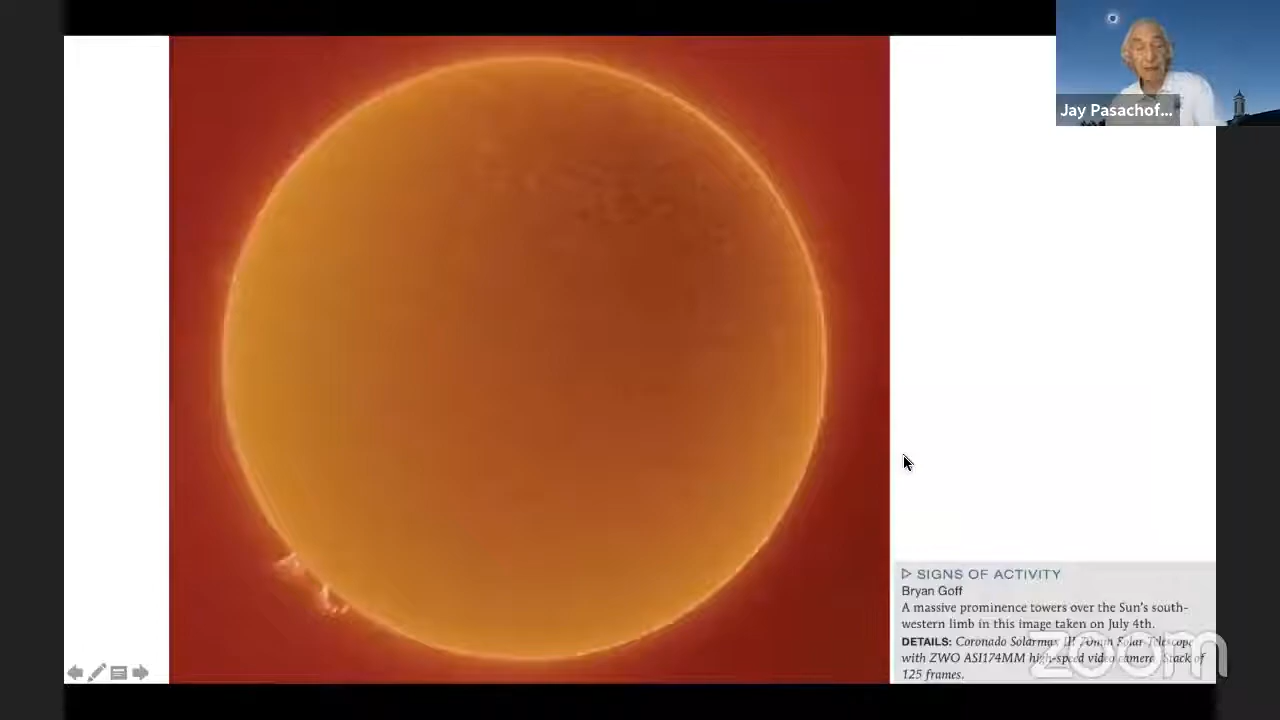 Jay Pasachof...
▷ SIGNS OF ACTIVITY
Bryan Goff
A massive prominence towers over the Sun's south-
western limb in this image taken on July 4th.
DETAILS: Coronado Solarmax III 70mm Solar Telescope
with ZWO ASI174MM high-speed video camera. Stack of
125 frames.
zoom